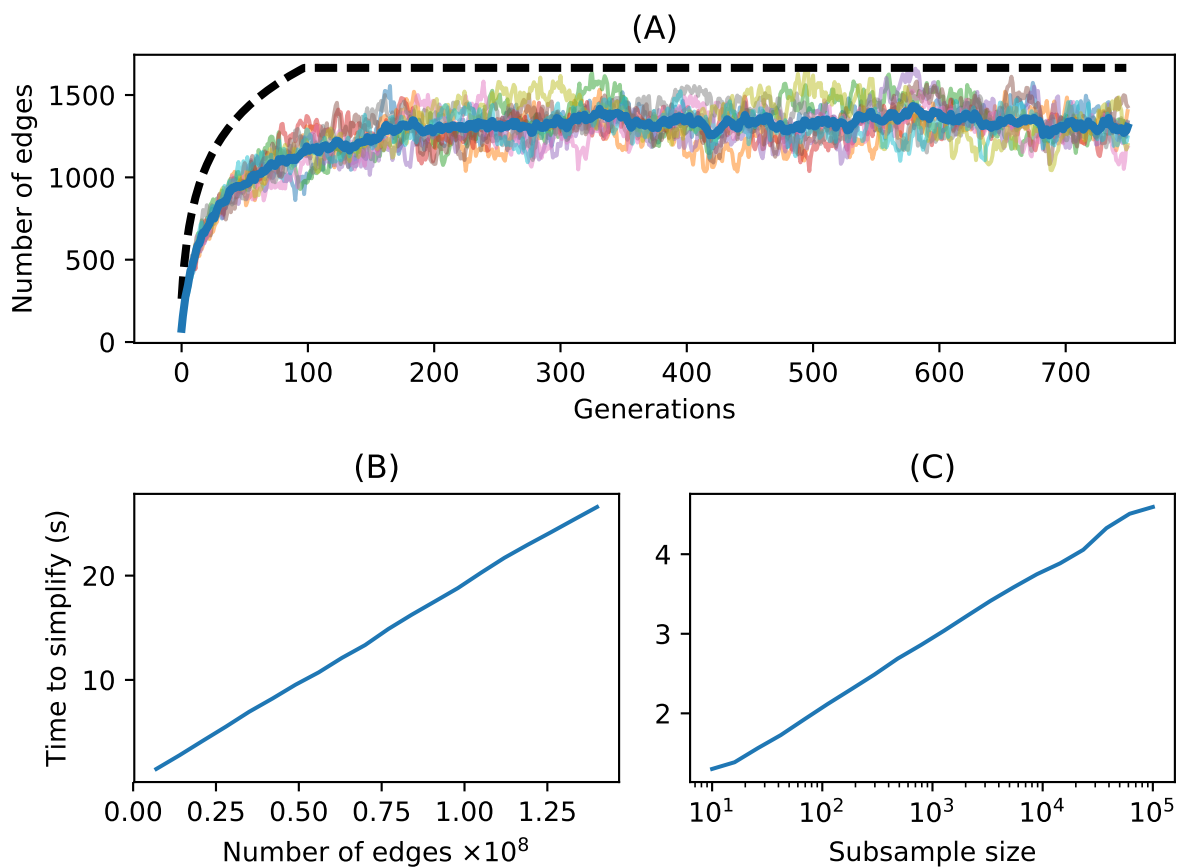 (A)
Number of edges
1500
1000
500
0
0 100 200 300 400 500 600 700
Generations
(B)
Time to simplify (s)
20
10
0.00 0.25 0.50 0.75 1.00 1.25
Number of edges ×10⁸
(C)
4
3
2
10¹ 10² 10³ 10⁴ 10⁵
Subsample size